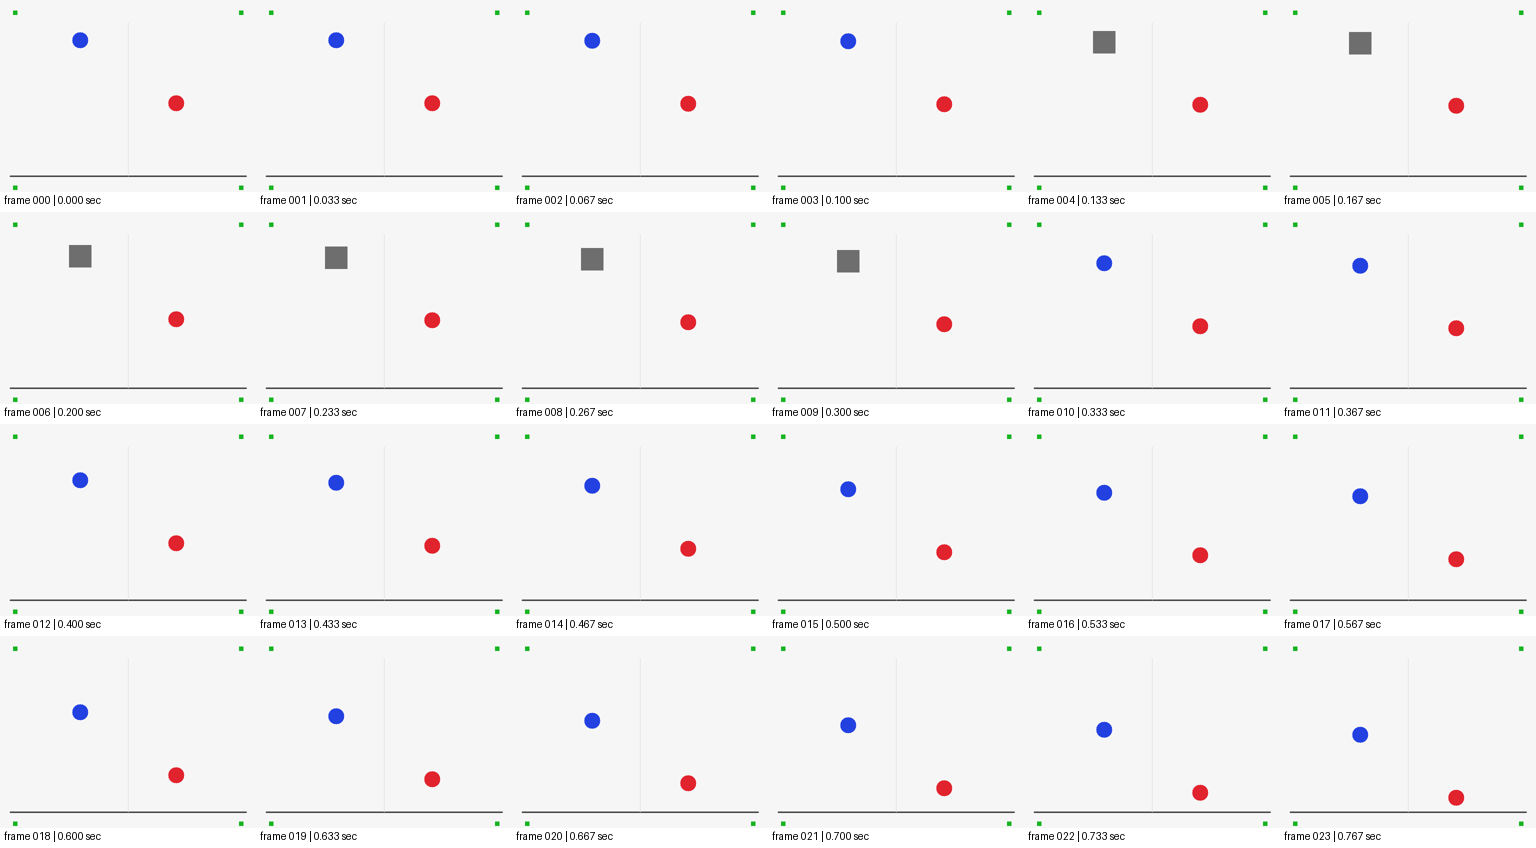 frame 000 | 0.000 sec
frame 001 | 0.033 sec
frame 002 | 0.067 sec
frame 003 | 0.100 sec
frame 004 | 0.133 sec
frame 005 | 0.167 sec
frame 006 | 0.200 sec
frame 007 | 0.233 sec
frame 008 | 0.267 sec
frame 009 | 0.300 sec
frame 010 | 0.333 sec
frame 011 | 0.367 sec
frame 012 | 0.400 sec
frame 013 | 0.433 sec
frame 014 | 0.467 sec
frame 015 | 0.500 sec
frame 016 | 0.533 sec
frame 017 | 0.567 sec
frame 018 | 0.600 sec
frame 019 | 0.633 sec
frame 020 | 0.667 sec
frame 021 | 0.700 sec
frame 022 | 0.733 sec
frame 023 | 0.767 sec